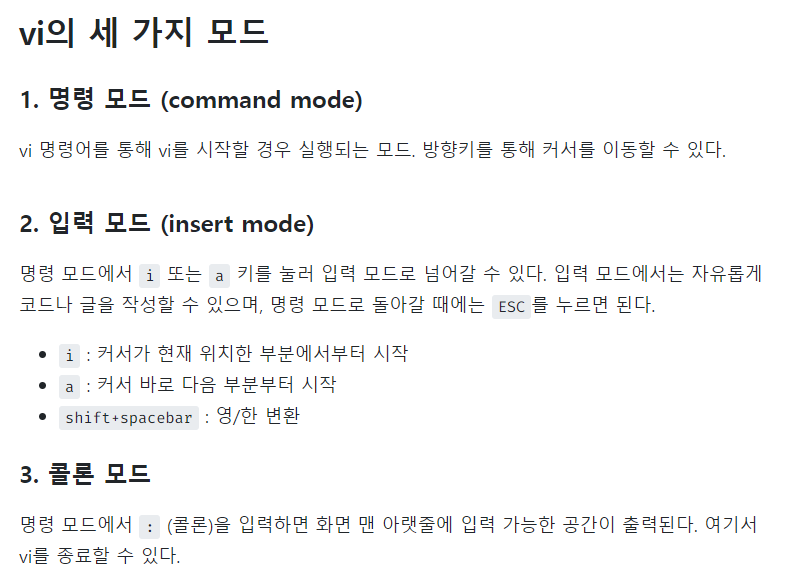 vi의 세 가지 모드
1. 명령 모드 (command mode)
vi 명령어를 통해 vi를 시작할 경우 실행되는 모드. 방향키를 통해 커서를 이동할 수 있다.
2. 입력 모드 (insert mode)
명령 모드에서 i 또는 a 키를 눌러 입력 모드로 넘어갈 수 있다. 입력 모드에서는 자유롭게
코드나 글을 작성할 수 있으며, 명령 모드로 돌아갈 때에는 ESC를 누르면 된다.
• i : 커서가 현재 위치한 부분에서부터 시작
• a : 커서 바로 다음 부분부터 시작
• shift+spacebar : 영/한 변환
3. 콜론 모드
명령 모드에서 : (콜론)을 입력하면 화면 맨 아랫줄에 입력 가능한 공간이 출력된다. 여기서
vi를 종료할 수 있다.